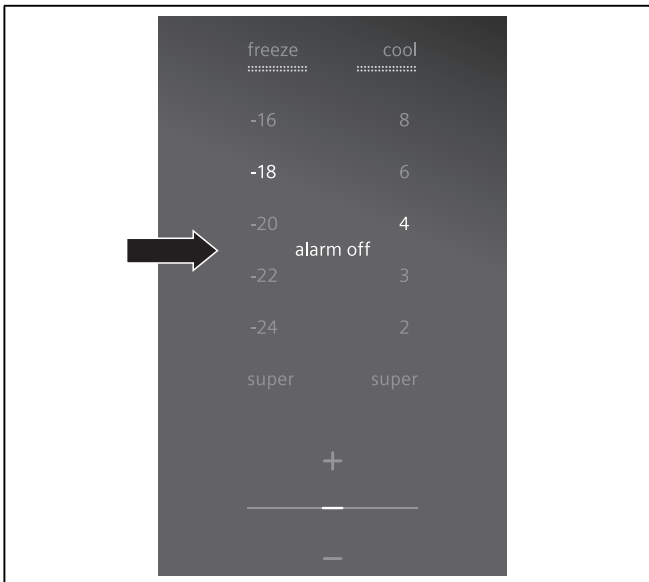 freeze cool
-16 8
-18 6
-20 4
alarm off
-22 3
-24 2
super super
+
–